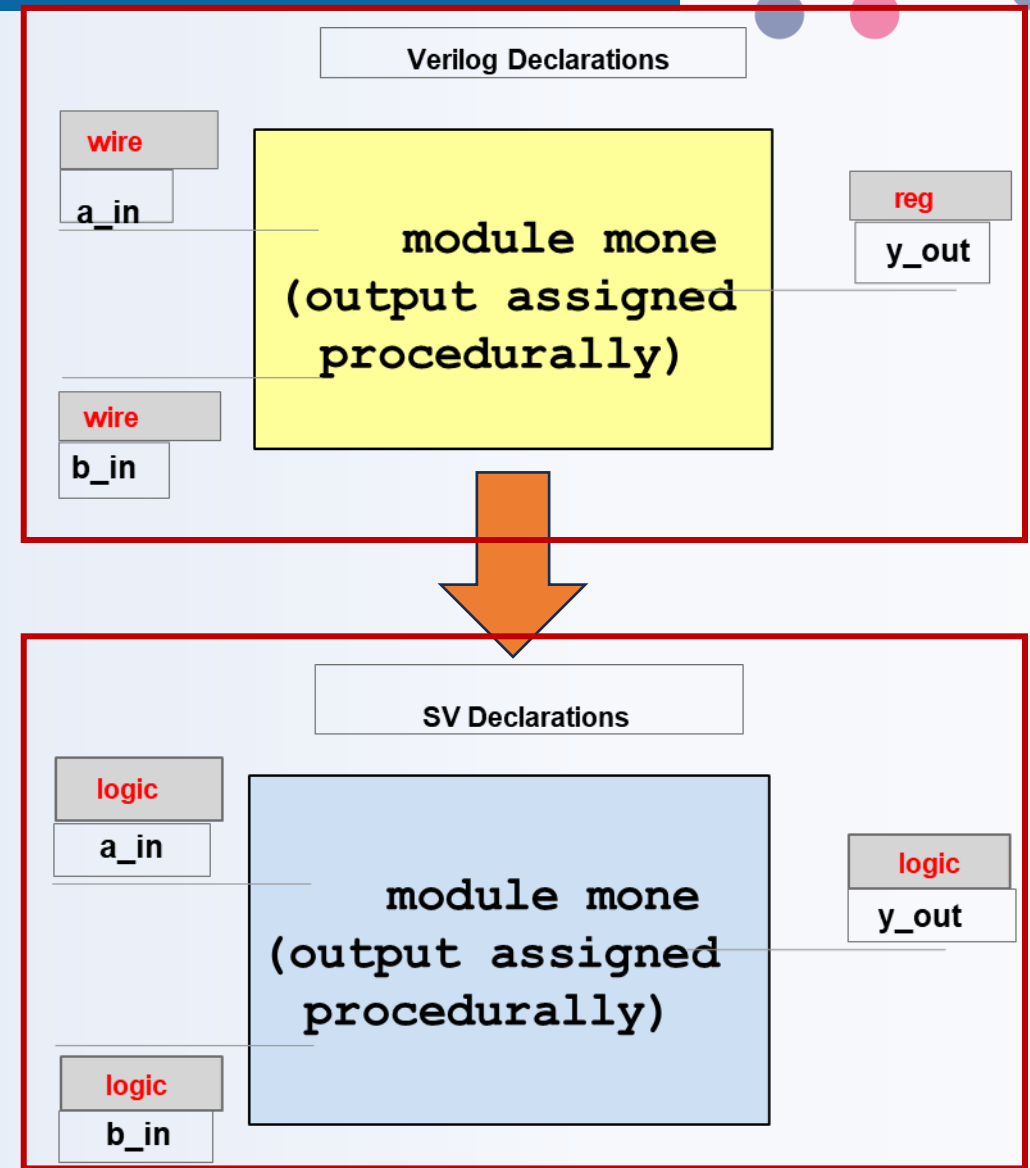 Verilog Declarations
wire
a_in
module mone
(output assigned
procedurally)
reg
y_out
wire
b_in
SV Declarations
logic
a_in
module mone
(output assigned
procedurally)
logic
y_out
logic
b_in